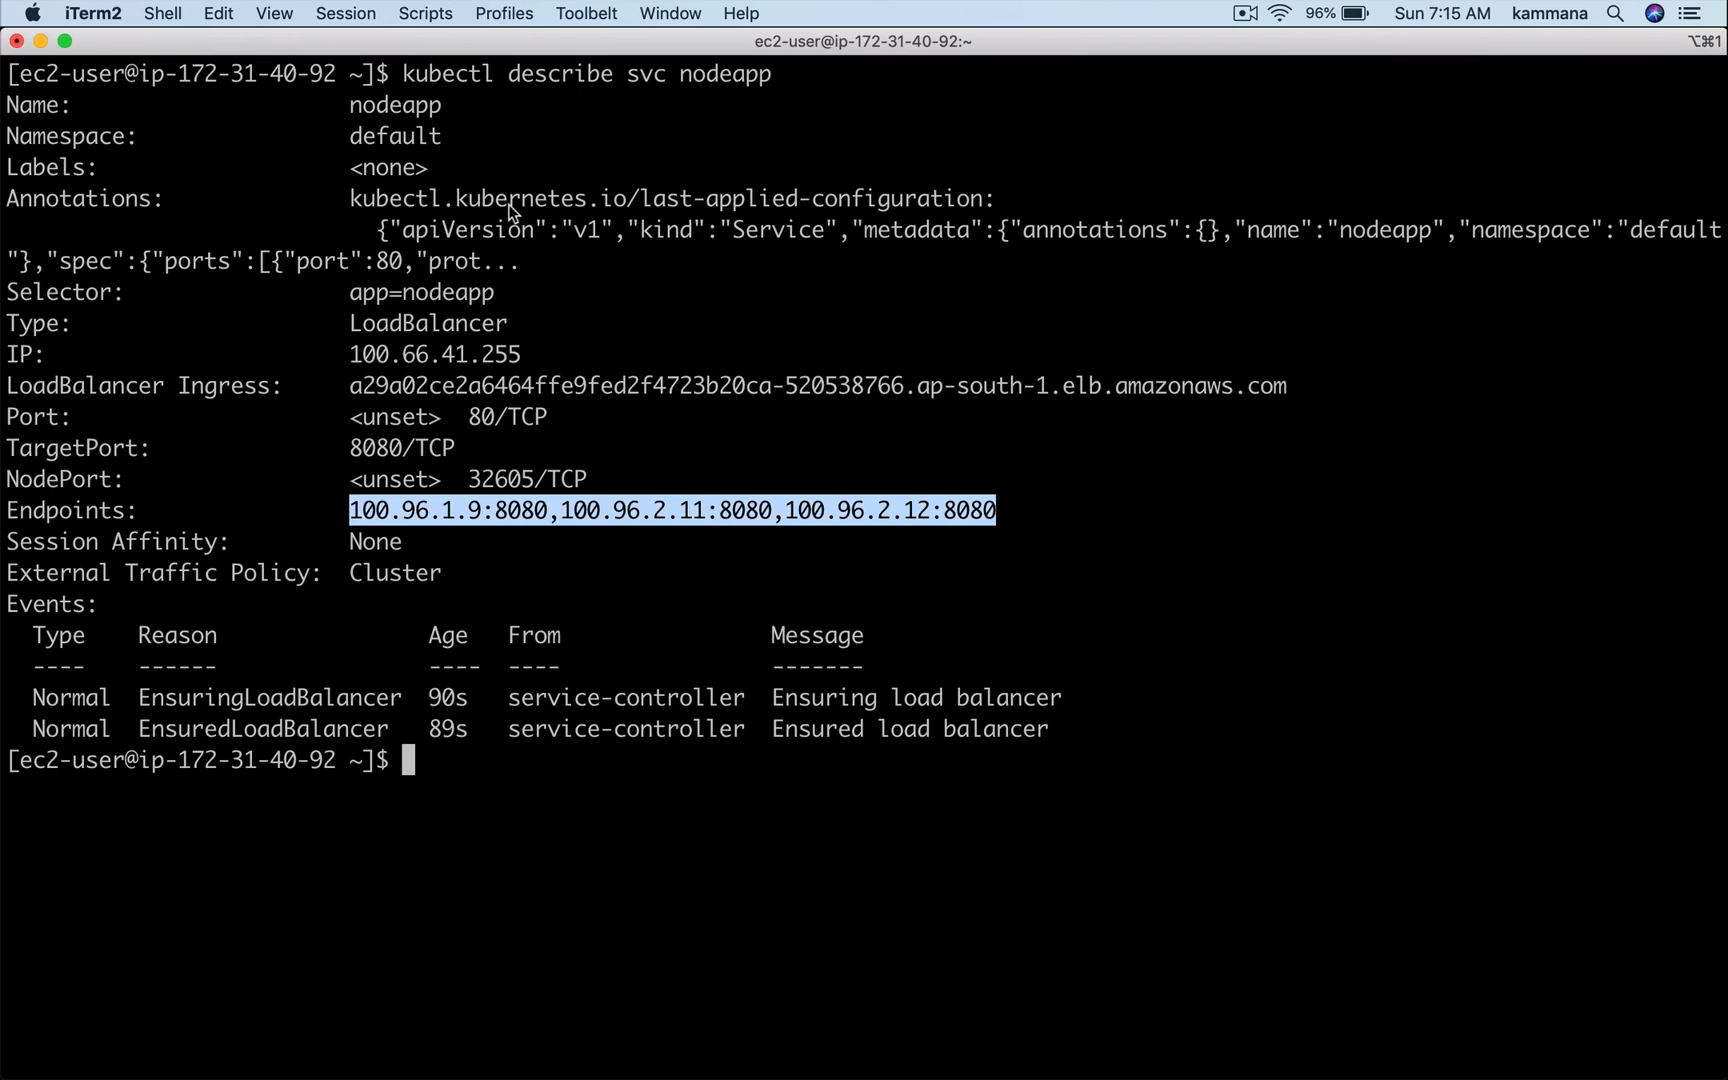 iTerm2 Shell Edit View Session Scripts Profiles Toolbelt Window Help 96% Sun 7:15 AM kammana
ec2-user@ip-172-31-40-92:~ ⌥⌘1
[ec2-user@ip-172-31-40-92 ~]$ kubectl describe svc nodeapp
Name: nodeapp
Namespace: default
Labels: <none>
Annotations: kubectl.kubernetes.io/last-applied-configuration:
{"apiVersion":"v1","kind":"Service","metadata":{"annotations":{},"name":"nodeapp","namespace":"default
"},"spec":{"ports":[{"port":80,"prot...
Selector: app=nodeapp
Type: LoadBalancer
IP: 100.66.41.255
LoadBalancer Ingress: a29a02ce2a6464ffe9fed2f4723b20ca-520538766.ap-south-1.elb.amazonaws.com
Port: <unset> 80/TCP
TargetPort: 8080/TCP
NodePort: <unset> 32605/TCP
Endpoints: 100.96.1.9:8080,100.96.2.11:8080,100.96.2.12:8080
Session Affinity: None
External Traffic Policy: Cluster
Events:
Type Reason Age From Message
---- ------ ---- ---- -------
Normal EnsuringLoadBalancer 90s service-controller Ensuring load balancer
Normal EnsuredLoadBalancer 89s service-controller Ensured load balancer
[ec2-user@ip-172-31-40-92 ~]$